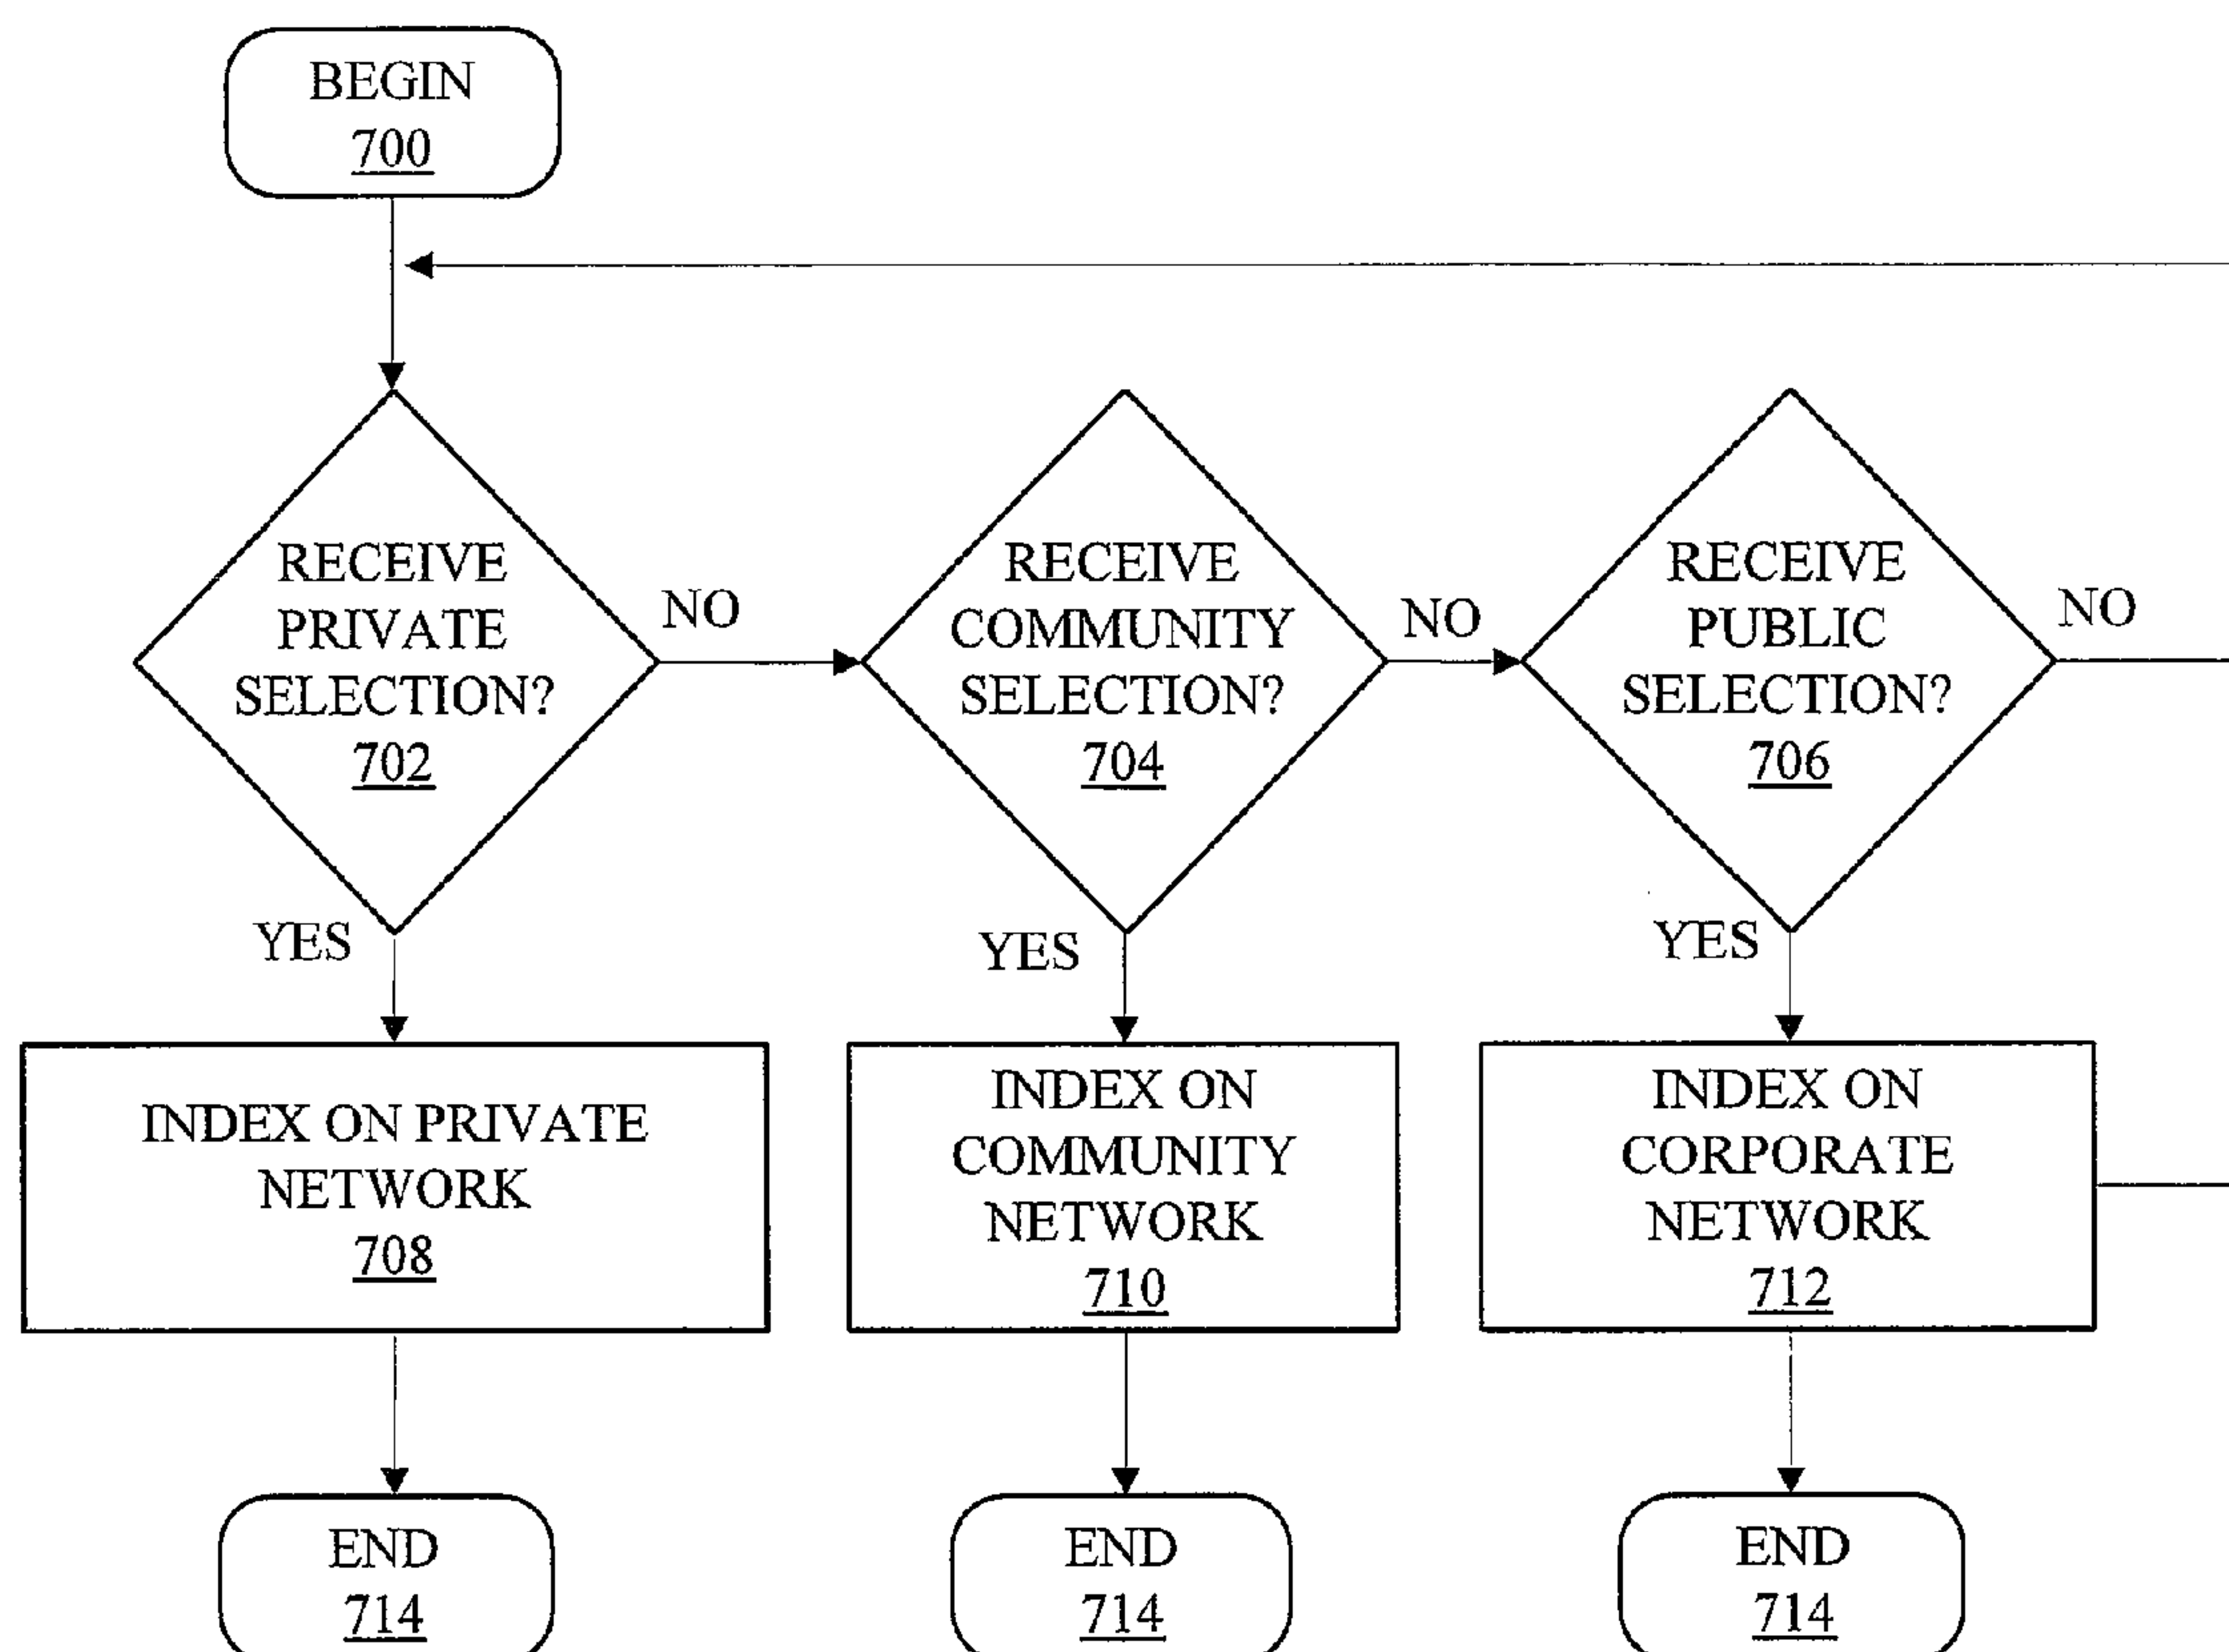 BEGIN
700
RECEIVE
PRIVATE
SELECTION?
702
NO
RECEIVE
COMMUNITY
SELECTION?
704
NO
RECEIVE
PUBLIC
SELECTION?
706
NO
YES
YES
YES
INDEX ON PRIVATE
NETWORK
708
INDEX ON
COMMUNITY
NETWORK
710
INDEX ON
CORPORATE
NETWORK
712
END
714
END
714
END
714